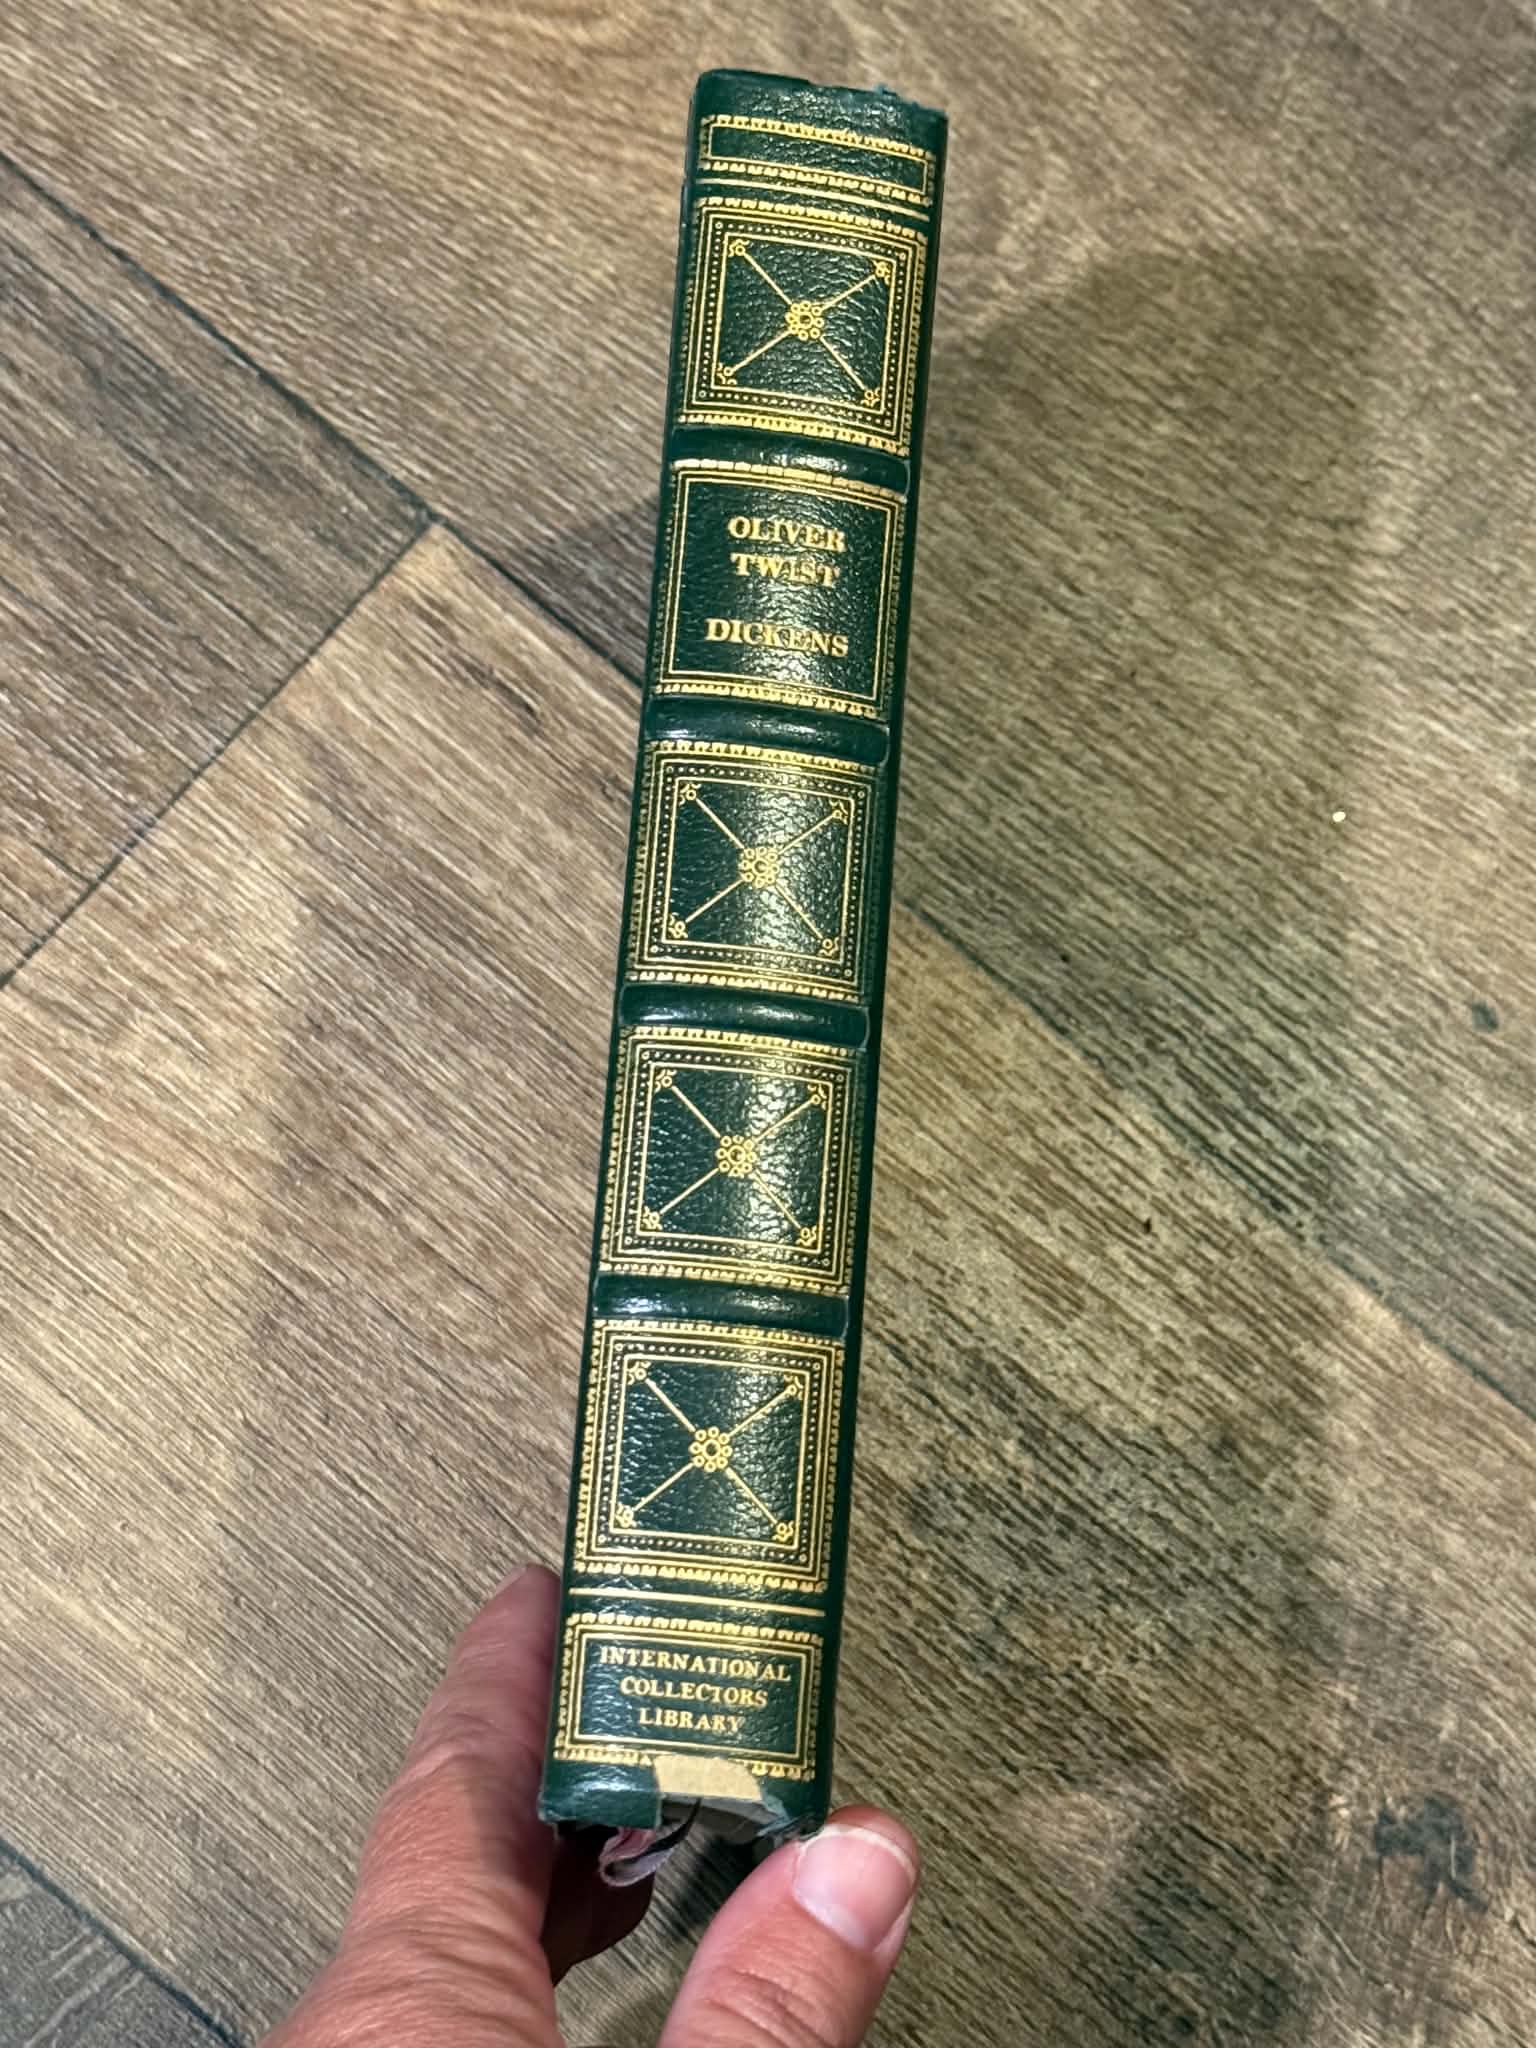 OLIVER
TWIST
DICKENS
INTERNATIONAL
COLLECTORS
LIBRARY